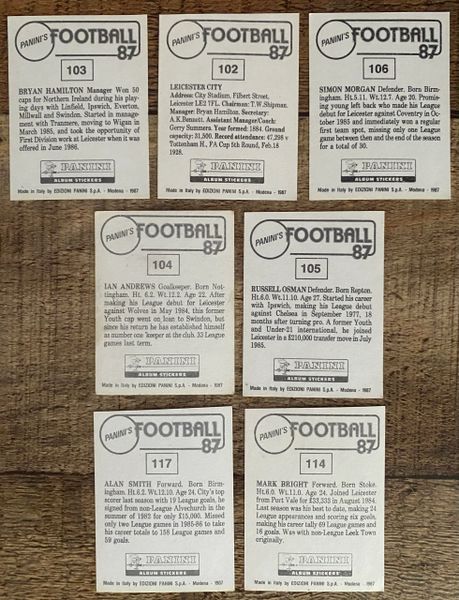 PANINI'S FOOTBALL 87
103
BRYAN HAMILTON Manager Won 50
caps for Northern Ireland during his play-
ing days with Linfield, Ipswich, Everton,
Millwall and Swindon. Started in manage-
ment with Tranmere, moving to Wigan in
March 1985, and took the opportunity of
First Division work at Leicester when it was
offered in June 1986.
PANINI
ALBUM STICKERS
Made in Italy by EDIZIONI PANINI S.p.A. - Modena - 1987
PANINI'S FOOTBALL 87
102
LEICESTER CITY
Address: City Stadium, Filbert Street,
Leicester LE2 7FL. Chairman: T.W.Shipman.
Manager: Bryan Hamilton. Secretary:
A.K.Bennett. Assistant Manager/Coach:
Gerry Summers. Year formed: 1884. Ground
capacity: 31,500. Record attendance: 47,298 v
Tottenham H., FA Cup 5th Round, Feb.18
1928.
PANINI
ALBUM STICKERS
Made in Italy by EDIZIONI PANINI S.p.A. - Modena - 1987
PANINI'S FOOTBALL 87
106
SIMON MORGAN Defender. Born Birm-
ingham. Ht.5.11. Wt.12.7. Age 20. Promis-
ing young left back who made his League
debut for Leicester against Coventry in Oct-
ober 1985 and immediately won a regular
first team spot, missing only one League
game between then and the end of the season
for a total of 30.
PANINI
ALBUM STICKERS
Made in Italy by EDIZIONI PANINI S.p.A. - Modena - 1987
PANINI'S FOOTBALL 87
104
IAN ANDREWS Goalkeeper. Born Not-
tingham. Ht. 6.2. Wt.12.2. Age 22. After
making his League debut for Leicester
against Wolves in May 1984, this former
Youth cap went on loan to Swindon, but
since his return he has established himself
as number one 'keeper at the club. 33 League
games last term.
PANINI
ALBUM STICKERS
Made in Italy by EDIZIONI PANINI S.p.A. - Modena - 1987
PANINI'S FOOTBALL 87
105
RUSSELL OSMAN Defender. Born Repton.
Ht.6.0. Wt.11.10. Age 27. Started his career
with Ipswich, making his League debut
against Chelsea in September 1977, 18
months after turning pro. A former Youth
and Under-21 international, he joined
Leicester in a £210,000 transfer move in July
1985.
PANINI
ALBUM STICKERS
Made in Italy by EDIZIONI PANINI S.p.A. - Modena - 1987
PANINI'S FOOTBALL 87
117
ALAN SMITH Forward. Born Birm-
ingham. Ht.6.2. Wt.12.10. Age 24. City's top
scorer last season with 19 League goals, he
signed from non-League Alvechurch in the
summer of 1982 for only £15,000. Missed
only two League games in 1985-86 to take
his career totals to 158 League games and
59 goals.
PANINI
ALBUM STICKERS
Made in Italy by EDIZIONI PANINI S.p.A. - Modena - 1987
PANINI'S FOOTBALL 87
114
MARK BRIGHT Forward. Born Stoke.
Ht.6.0. Wt.11.0. Age 24. Joined Leicester
from Port Vale for £33,333 in August 1984.
Last season was his best to date, making 24
League appearances and scoring six goals,
making his career tally 69 League games and
16 goals. Was with non-League Leek Town
originally.
PANINI
ALBUM STICKERS
Made in Italy by EDIZIONI PANINI S.p.A. - Modena - 1987